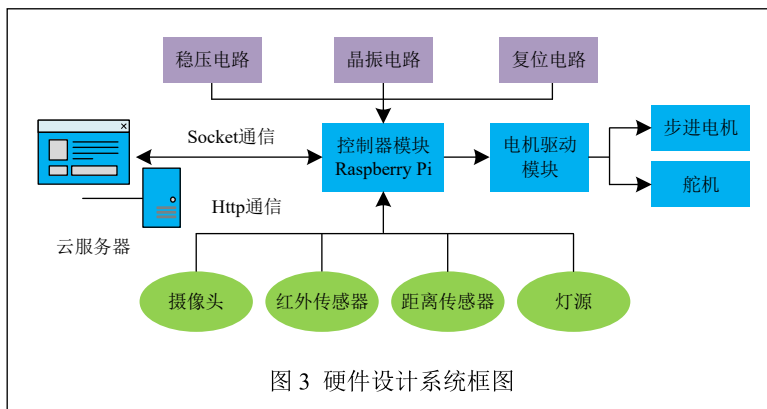 稳压电路
晶振电路
复位电路
Socket通信
控制器模块
Raspberry Pi
电机驱动
模块
步进电机
舵机
Http通信
云服务器
摄像头
红外传感器
距离传感器
灯源
图 3 硬件设计系统框图